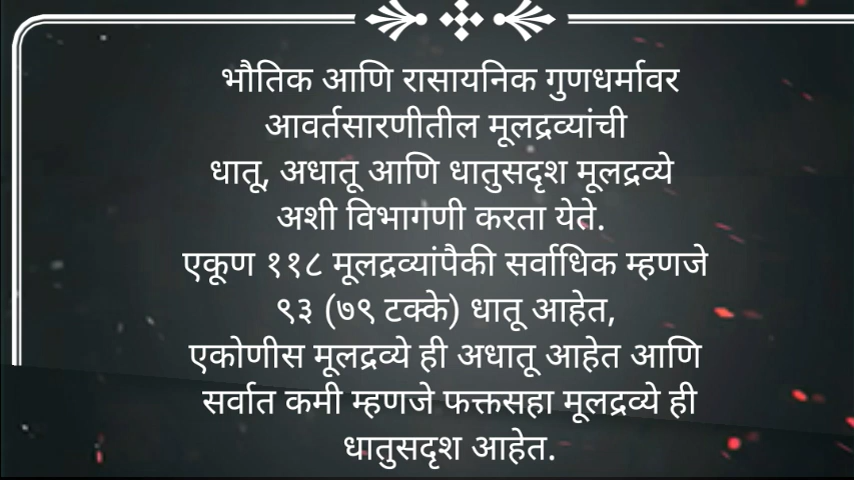 भौतिक आणि रासायनिक गुणधर्मावर
आवर्तसारणीतील मूलद्रव्यांची
धातू, अधातू आणि धातुसदृश मूलद्रव्ये
अशी विभागणी करता येते.
एकूण ११८ मूलद्रव्यांपैकी सर्वाधिक म्हणजे
९३ (७९ टक्के) धातू आहेत,
एकोणीस मूलद्रव्ये ही अधातू आहेत आणि
सर्वात कमी म्हणजे फक्तसहा मूलद्रव्ये ही
धातुसदृश आहेत.